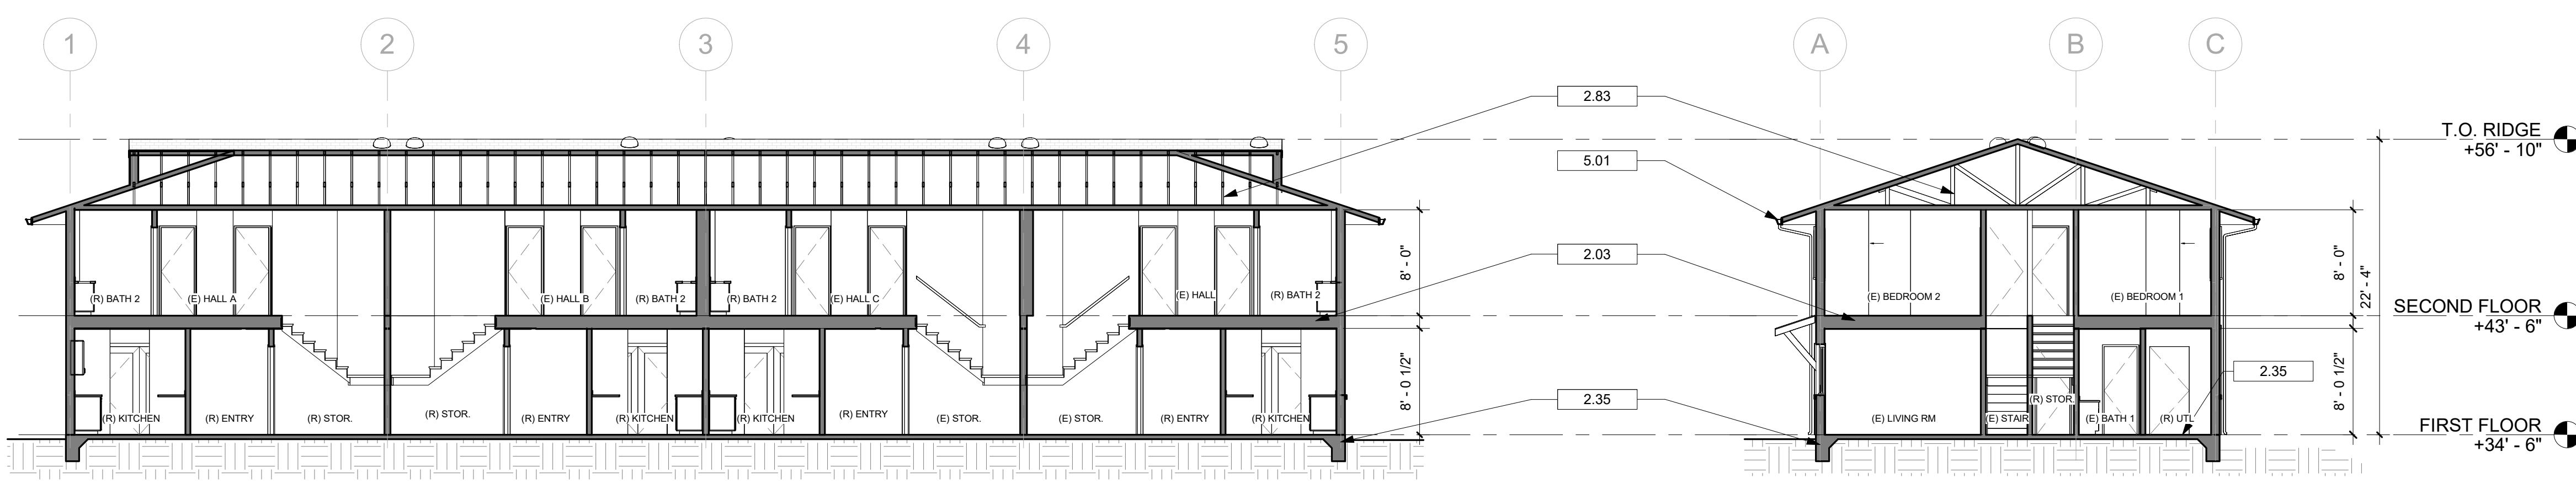 1
2
3
4
5
A
B
C
2.83
5.01
2.03
2.35
2.35
T.O. RIDGE
+56' - 10"
SECOND FLOOR
+43' - 6"
FIRST FLOOR
+34' - 6"
(R) BATH 2
(E) HALL A
(E) HALL B
(R) BATH 2
(R) BATH 2
(E) HALL C
(E) HALL
(R) BATH 2
8' - 0"
(R) KITCHEN
(R) ENTRY
(R) STOR.
(R) STOR.
(R) ENTRY
(R) KITCHEN
(R) KITCHEN
(R) ENTRY
(E) STOR.
(E) STOR.
(R) ENTRY
(R) KITCHEN
8' - 0 1/2"
(E) BEDROOM 2
(E) BEDROOM 1
8' - 0"
22' - 4"
(E) LIVING RM
(E) STAIR
(R) STOR.
(E) BATH 1
(R) UTL
8' - 0 1/2"